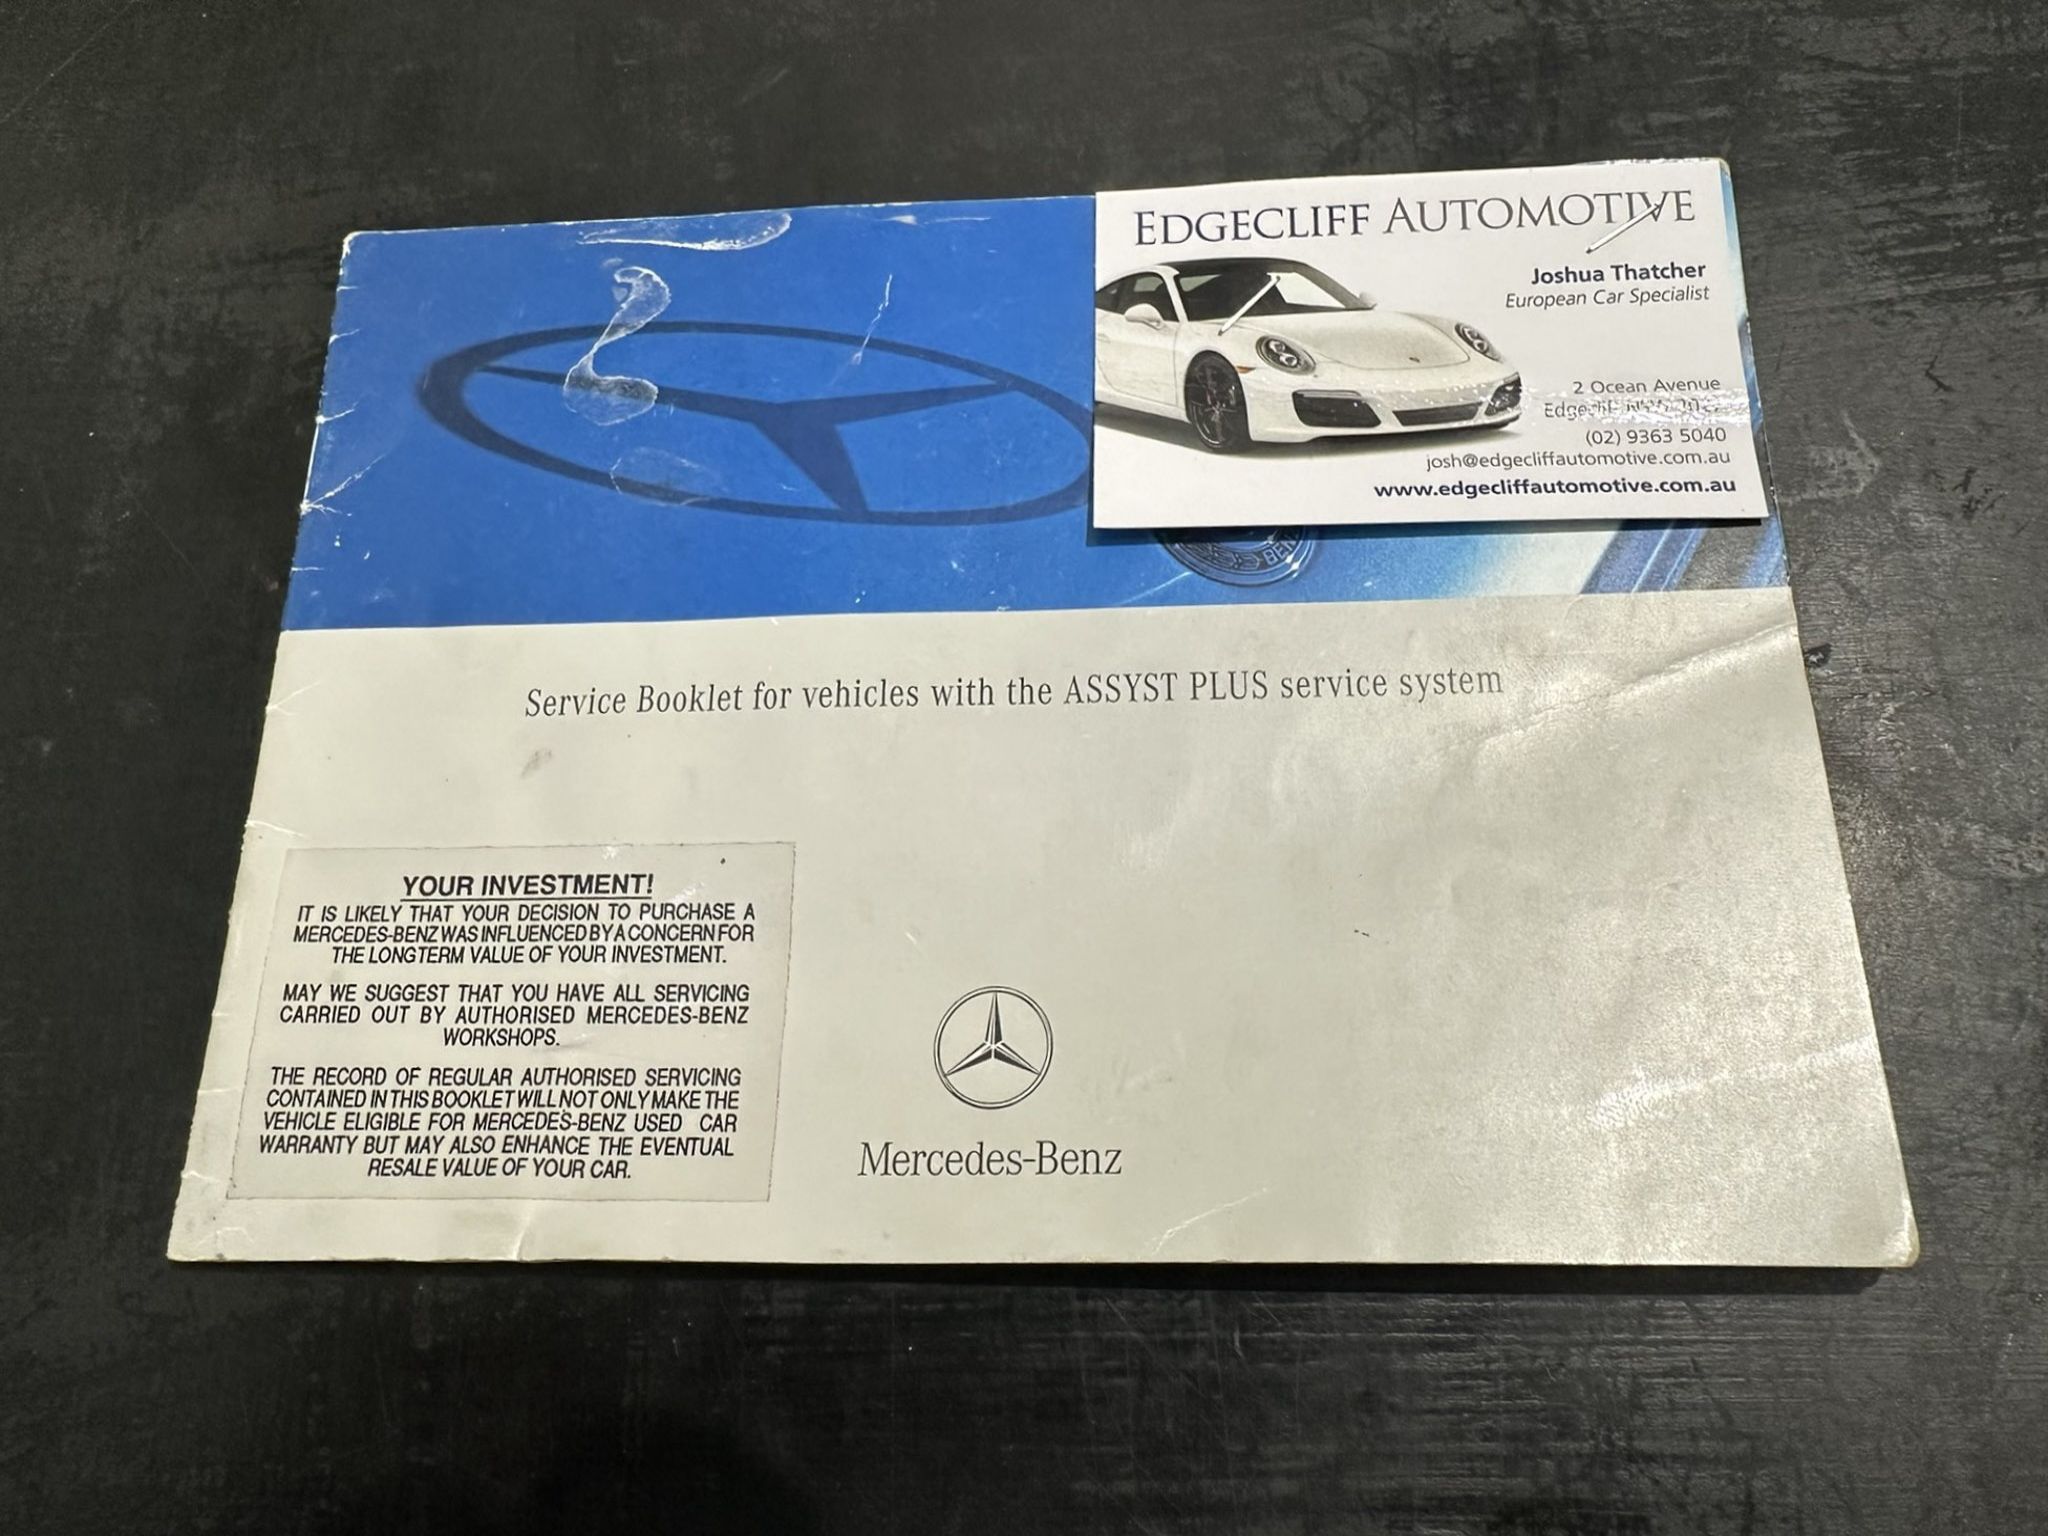 EDGECLIFF AUTOMOTIVE
Joshua Thatcher
European Car Specialist
2 Ocean Avenue
(02) 9363 5040
josh@edgecliffautomotive.com.au
www.edgecliffautomotive.com.au
BENZ
Service Booklet for vehicles with the ASSYST PLUS service system
YOUR INVESTMENT!
IT IS LIKELY THAT YOUR DECISION TO PURCHASE A
MERCEDES-BENZ WAS INFLUENCED BY A CONCERN FOR
THE LONGTERM VALUE OF YOUR INVESTMENT.
MAY WE SUGGEST THAT YOU HAVE ALL SERVICING
CARRIED OUT BY AUTHORISED MERCEDES-BENZ
WORKSHOPS.
THE RECORD OF REGULAR AUTHORISED SERVICING
CONTAINED IN THIS BOOKLET WILL NOT ONLY MAKE THE
VEHICLE ELIGIBLE FOR MERCEDES-BENZ USED CAR
WARRANTY BUT MAY ALSO ENHANCE THE EVENTUAL
RESALE VALUE OF YOUR CAR.
Mercedes-Benz